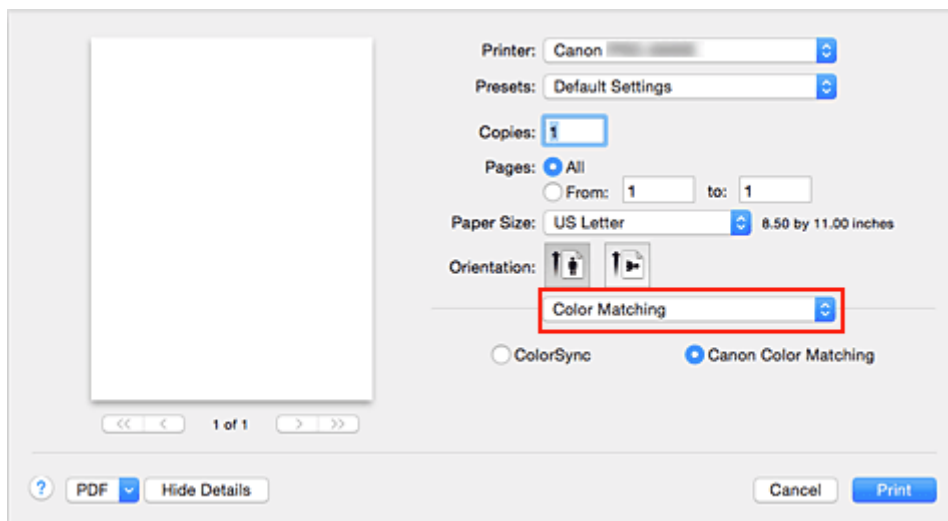 Printer: Canon
Presets: Default Settings
Copies: 1
Pages: All
From: 1 to: 1
Paper Size: US Letter 8.50 by 11.00 inches
Orientation:
Color Matching
ColorSync Canon Color Matching
1 of 1
? PDF Hide Details Cancel Print